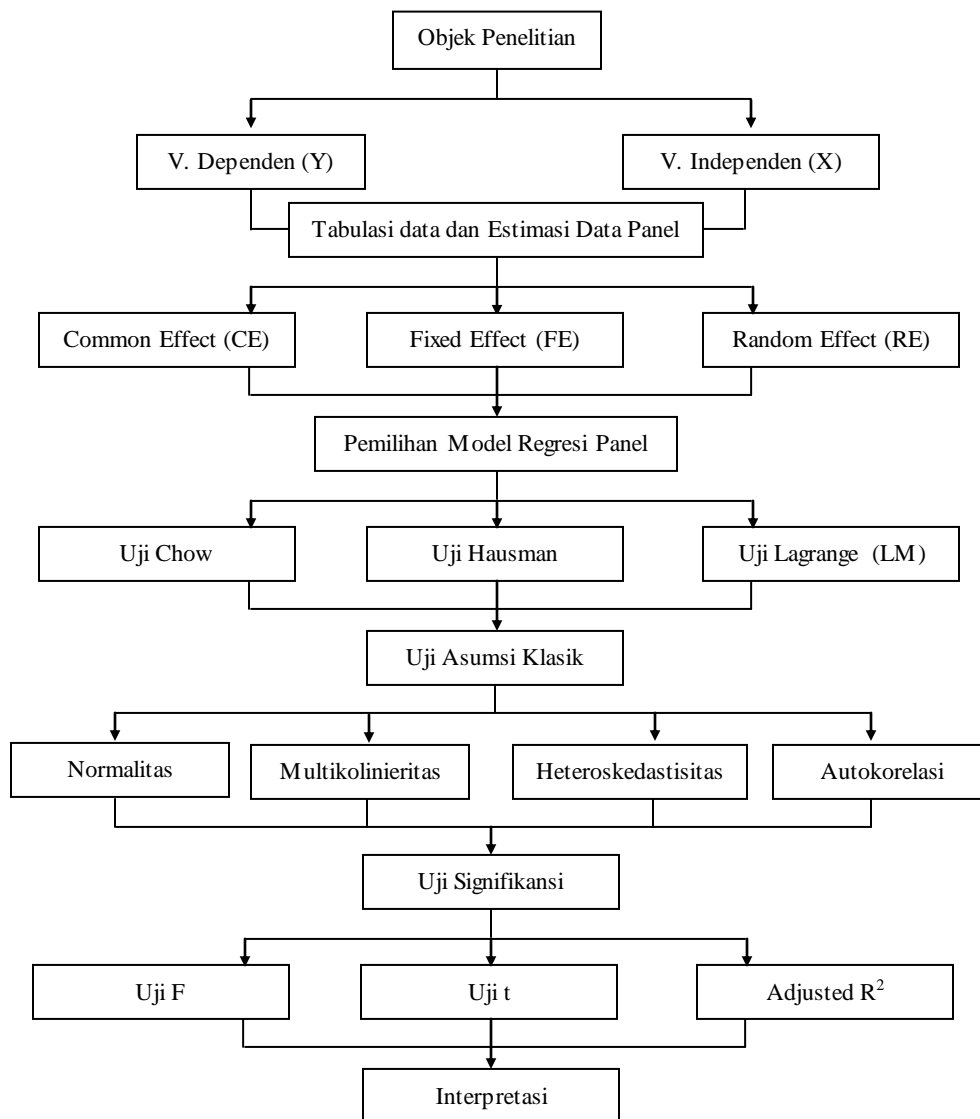 Objek Penelitian
V. Dependen (Y)
V. Independen (X)
Tabulasi data dan Estimasi Data Panel
Common Effect (CE)
Fixed Effect (FE)
Random Effect (RE)
Pemilihan Model Regresi Panel
Uji Chow
Uji Hausman
Uji Lagrange (LM)
Uji Asumsi Klasik
Normalitas
Multikolinieritas
Heteroskedastisitas
Autokorelasi
Uji Signifikansi
Uji F
Uji t
Adjusted R²
Interpretasi